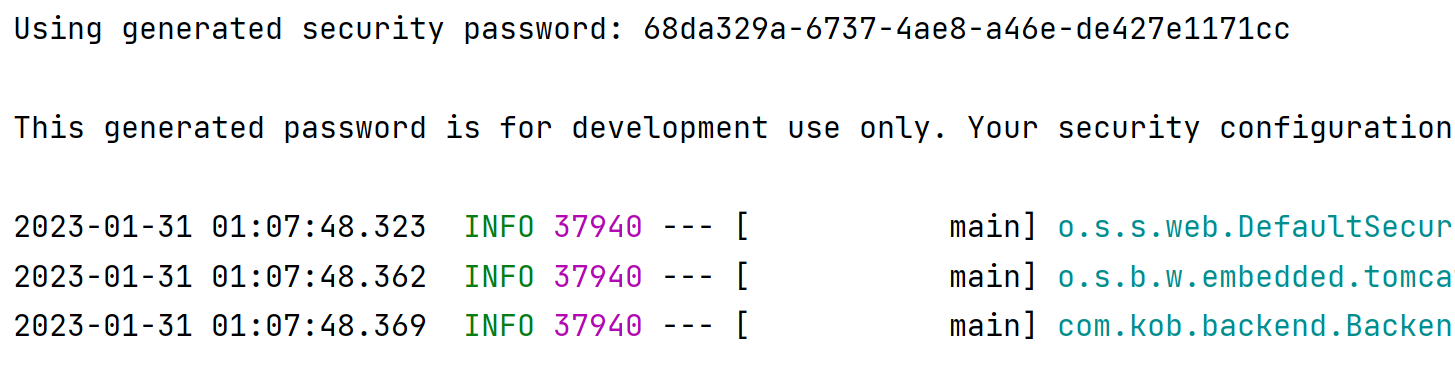 Using generated security password: 68da329a-6737-4ae8-a46e-de427e1171cc
This generated password is for development use only. Your security configuration
2023-01-31 01:07:48.323  INFO 37940 --- [           main] o.s.s.web.DefaultSecur
2023-01-31 01:07:48.362  INFO 37940 --- [           main] o.s.b.w.embedded.tomca
2023-01-31 01:07:48.369  INFO 37940 --- [           main] com.kob.backend.Backen